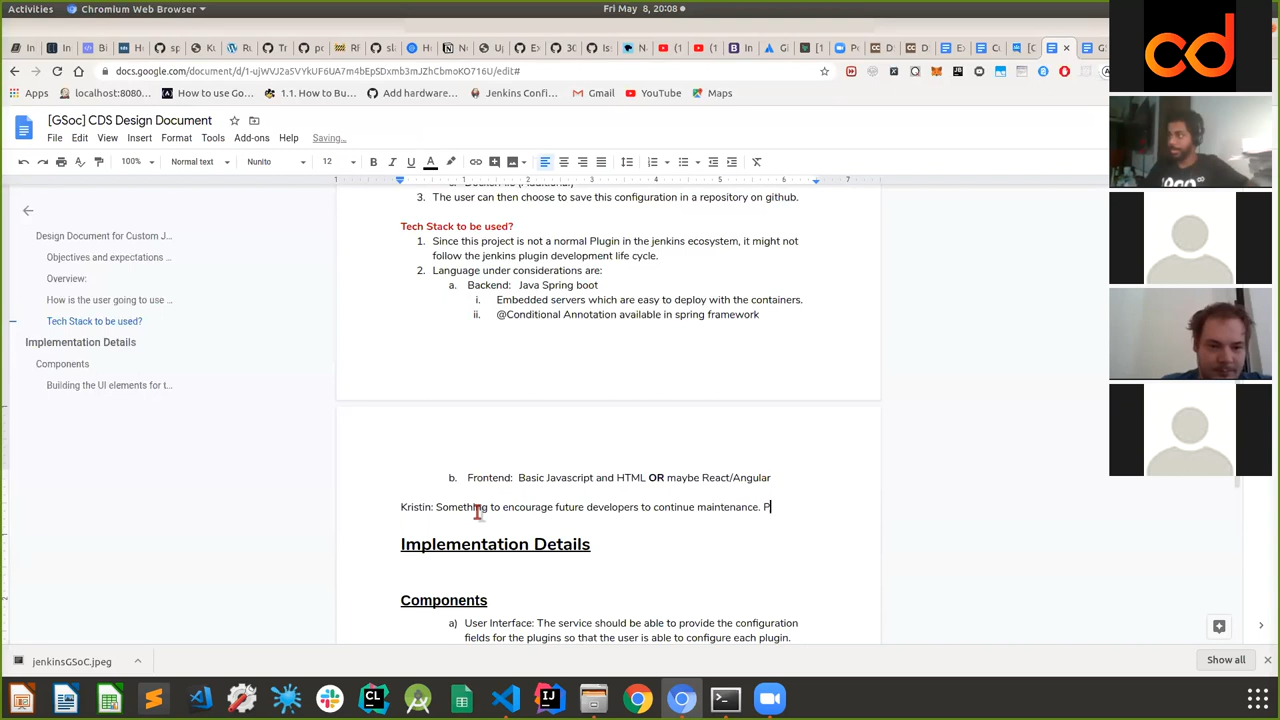 Activities
Chromium Web Browser
Fri May 8, 20:08
docs.google.com/document/d/1-ujWVJ2aSVYkUF6UA7m4bEpSDxmb3mJZhCbmoKO716U/edit#
Apps
localhost:8080...
How to use Go...
1.1. How to Bu...
Add hardware...
Jenkins Confi...
Gmail
YouTube
Maps
[GSoc] CDS Design Document
File Edit View Insert Format Tools Add-ons Help Saving...
100% Normal text Nunito 12
1 1 2 3 4 5 6 7
3. The user can then choose to save this configuration in a repository on github.
Tech Stack to be used?
1. Since this project is not a normal Plugin in the jenkins ecosystem, it might not
follow the jenkins plugin development life cycle.
2. Language under considerations are:
a. Backend: Java Spring boot
i. Embedded servers which are easy to deploy with the containers.
ii. @Conditional Annotation available in spring framework
b. Frontend: Basic Javascript and HTML OR maybe React/Angular
Kristin: Something to encourage future developers to continue maintenance. P
Implementation Details
Components
a) User Interface: The service should be able to provide the configuration
fields for the plugins so that the user is able to configure each plugin.
Design Document for Custom J...
Objectives and expectations ...
Overview:
How is the user going to use ...
Tech Stack to be used?
Implementation Details
Components
Building the UI elements for t...
jenkinsGSoC.jpeg
Show all
cd